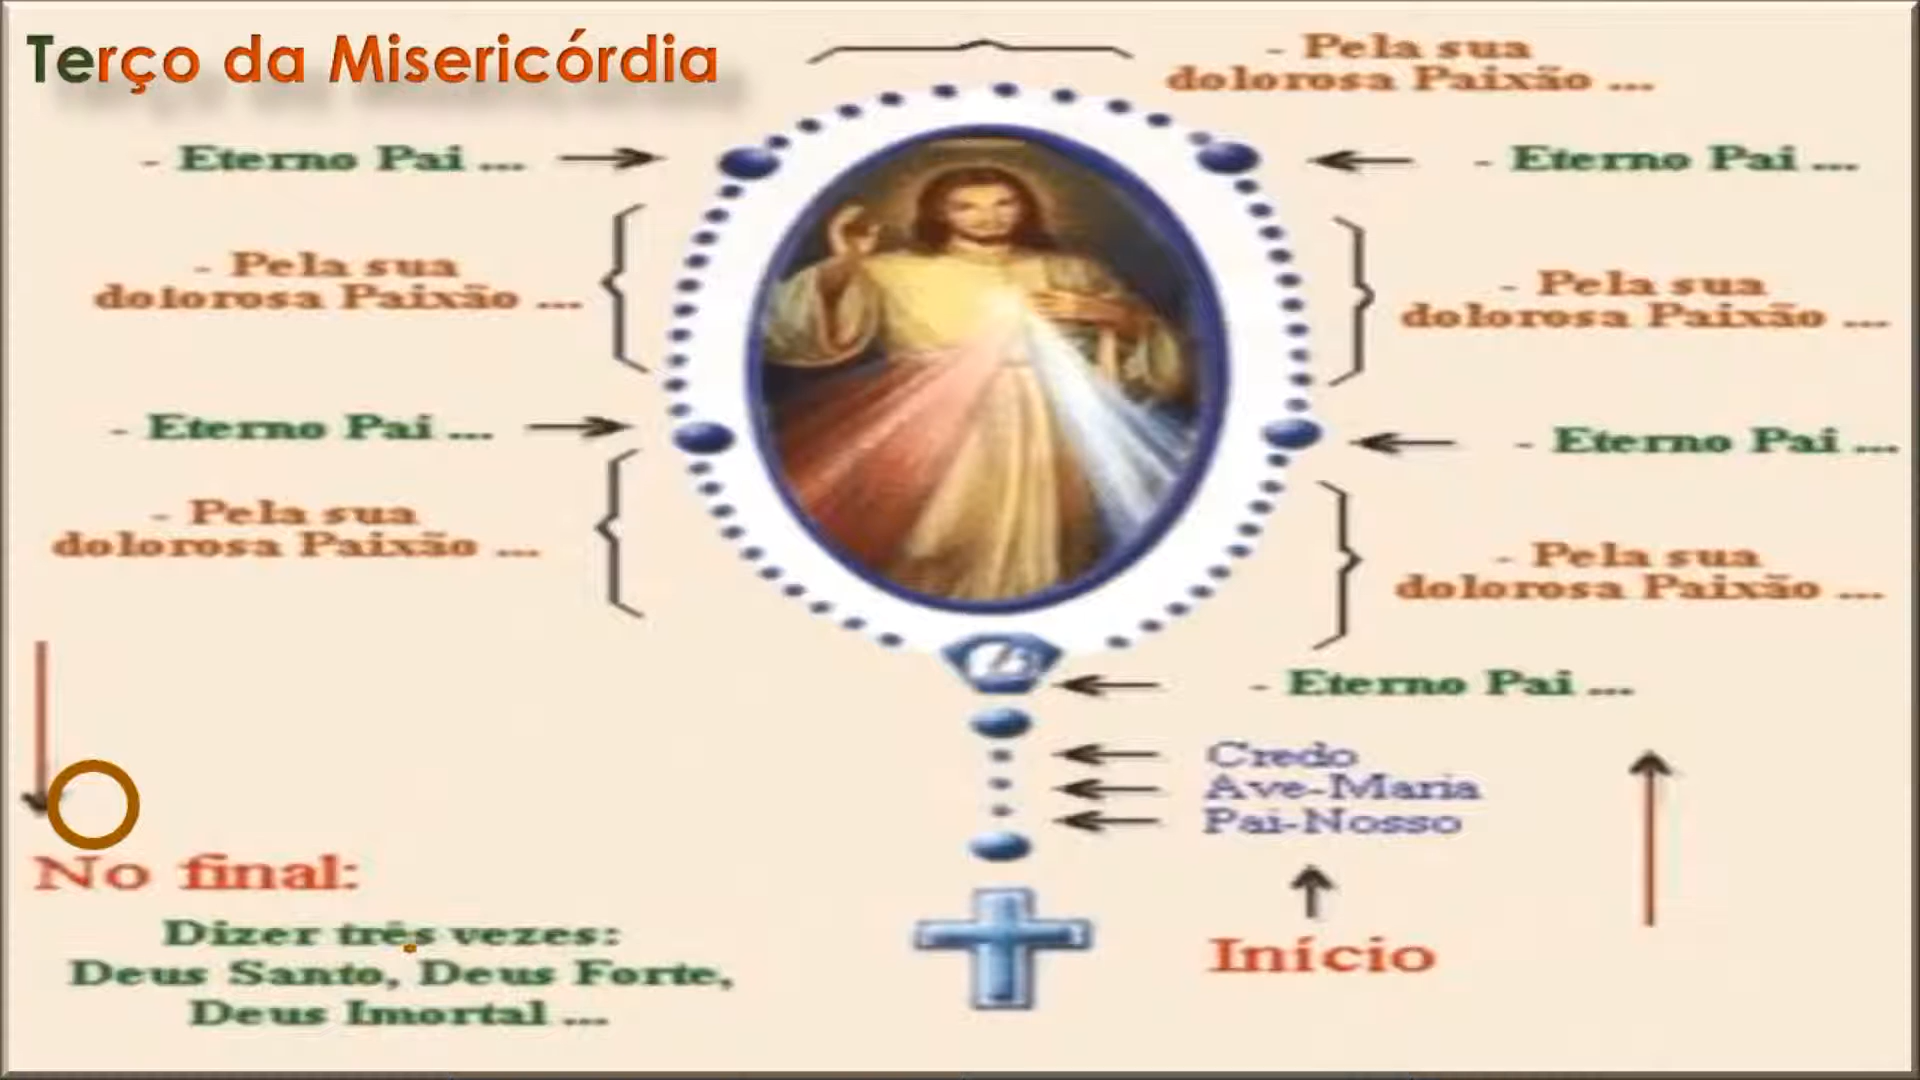 Terço da Misericórdia
- Pela sua
dolorosa Paixão ...
- Eterno Pai ...
- Eterno Pai ...
- Pela sua
dolorosa Paixão ...
- Pela sua
dolorosa Paixão ...
- Eterno Pai ...
- Eterno Pai ...
- Pela sua
dolorosa Paixão ...
- Pela sua
dolorosa Paixão ...
- Eterno Pai ...
Credo
Ave-Maria
Pai-Nosso
Início
No final:
Dizer três vezes:
Deus Santo, Deus Forte,
Deus Imortal ...